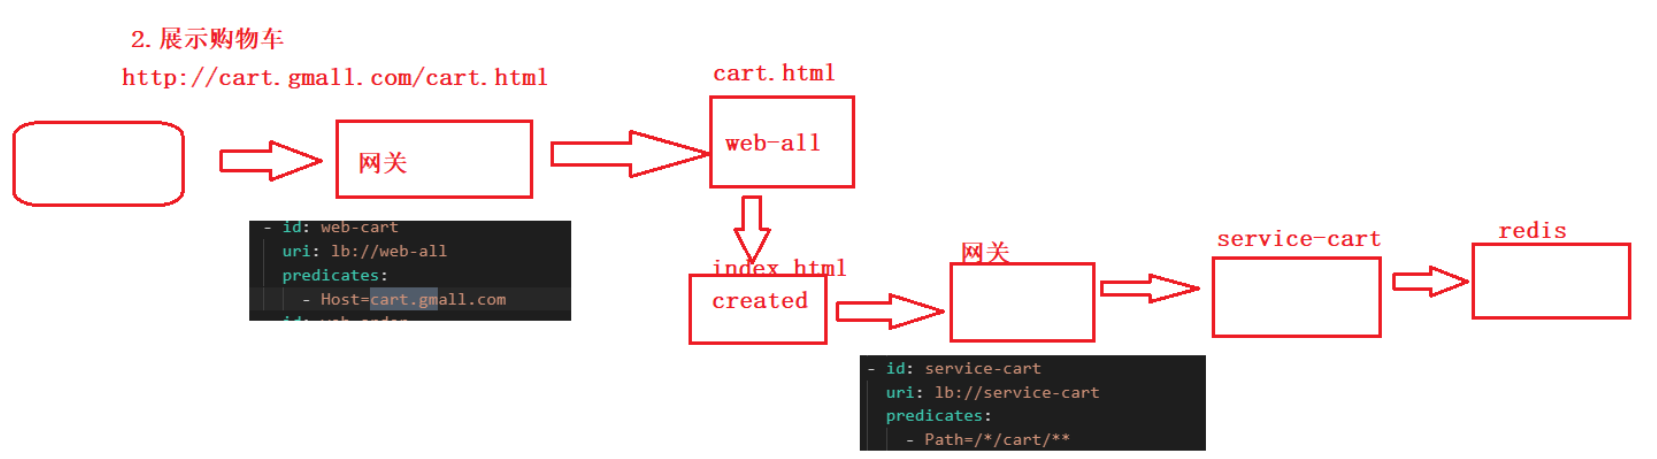 2.展示购物车
http://cart.gmall.com/cart.html
cart.html
web-all
网关
- id: web-cart
uri: lb://web-all
predicates:
- Host=cart.gmall.com
index.html
created
网关
service-cart
redis
- id: service-cart
uri: lb://service-cart
predicates:
- Path=/*/cart/**